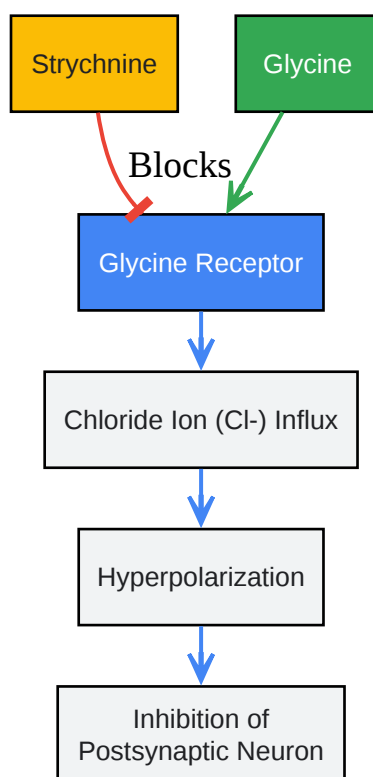 Strychnine
Glycine
Blocks
Glycine Receptor
Chloride Ion (Cl-) Influx
Hyperpolarization
Inhibition of
Postsynaptic Neuron